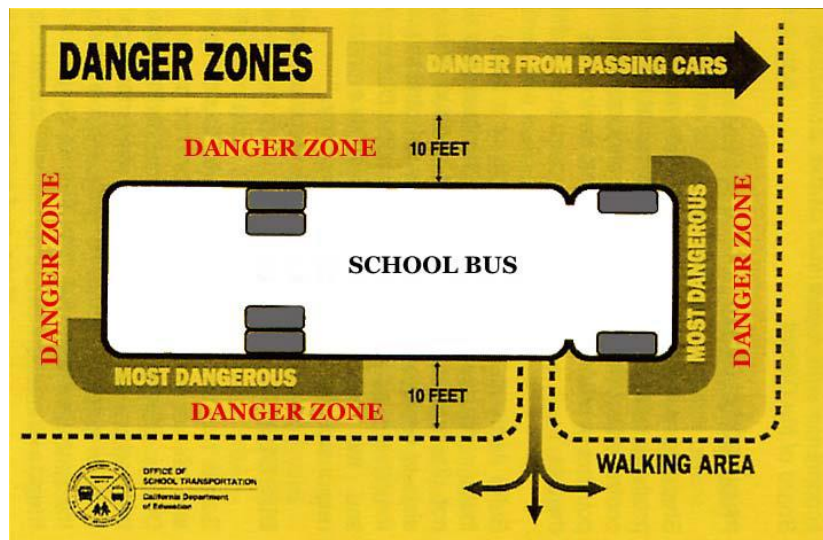 DANGER ZONES
DANGER FROM PASSING CARS
DANGER ZONE
10 FEET
DANGER ZONE
SCHOOL BUS
MOST DANGEROUS
DANGER ZONE
MOST DANGEROUS
DANGER ZONE
10 FEET
WALKING AREA
OFFICE OF
SCHOOL TRANSPORTATION
California Department
of Education